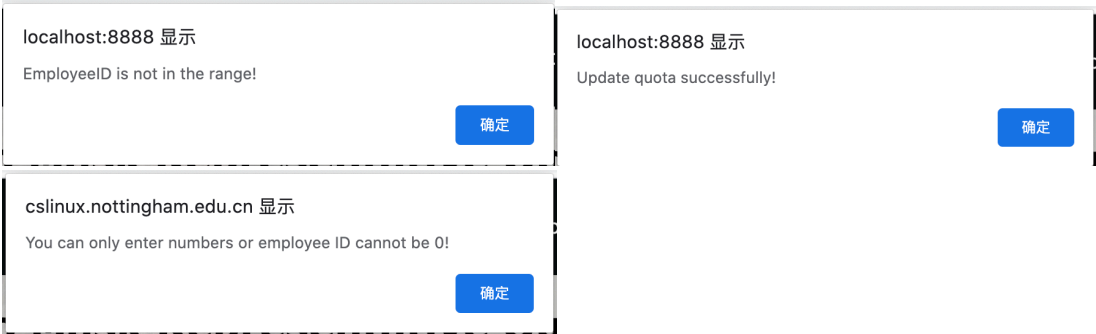 localhost:8888 显示
EmployeeID is not in the range!
确定
localhost:8888 显示
Update quota successfully!
确定
cslinux.nottingham.edu.cn 显示
You can only enter numbers or employee ID cannot be 0!
确定